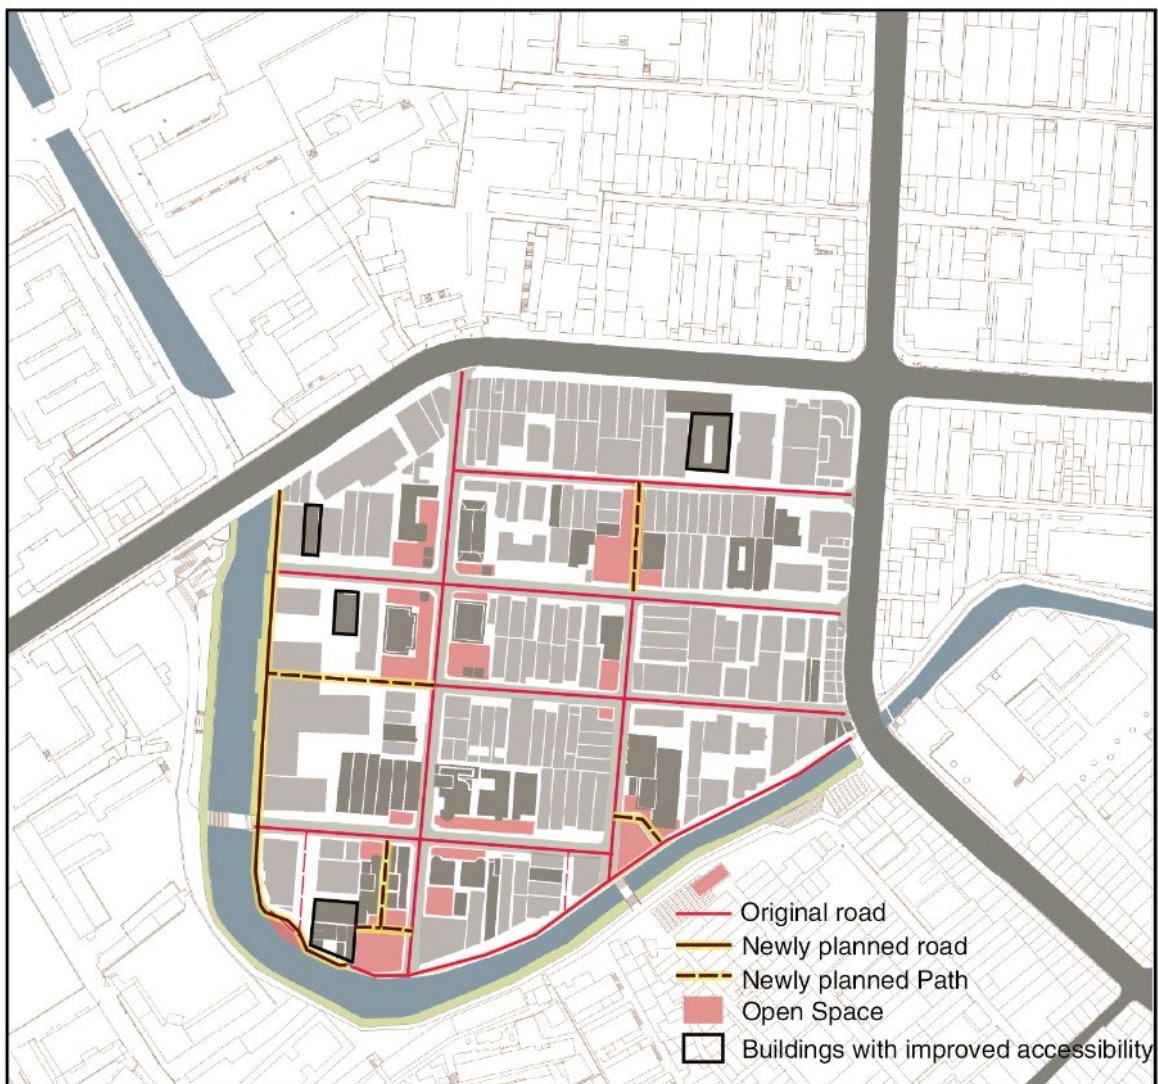 Original road
Newly planned road
Newly planned Path
Open Space
Buildings with improved accessibility